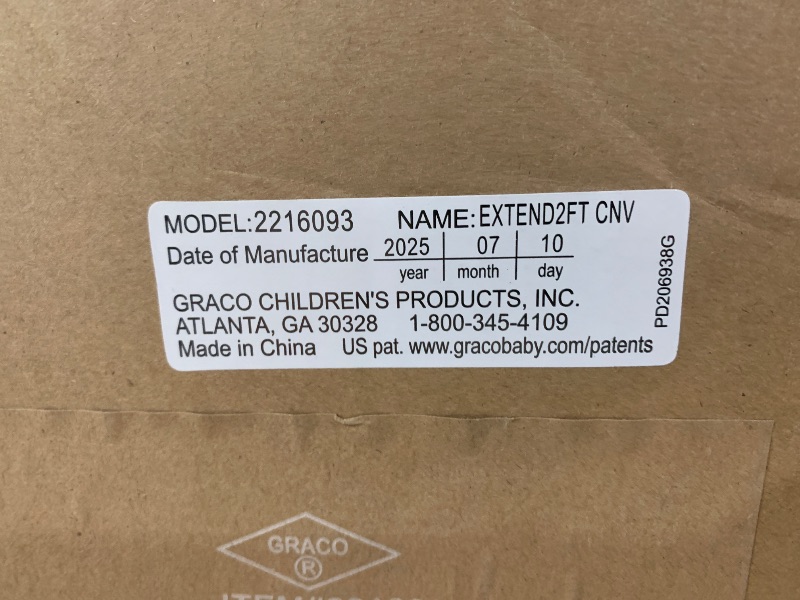 MODEL:2216093 NAME:EXTEND2FT CNV
Date of Manufacture 2025 07 10
year month day
GRACO CHILDREN'S PRODUCTS, INC.
ATLANTA, GA 30328 1-800-345-4109
Made in China US pat. www.gracobaby.com/patents
PD206938G
GRACO
®